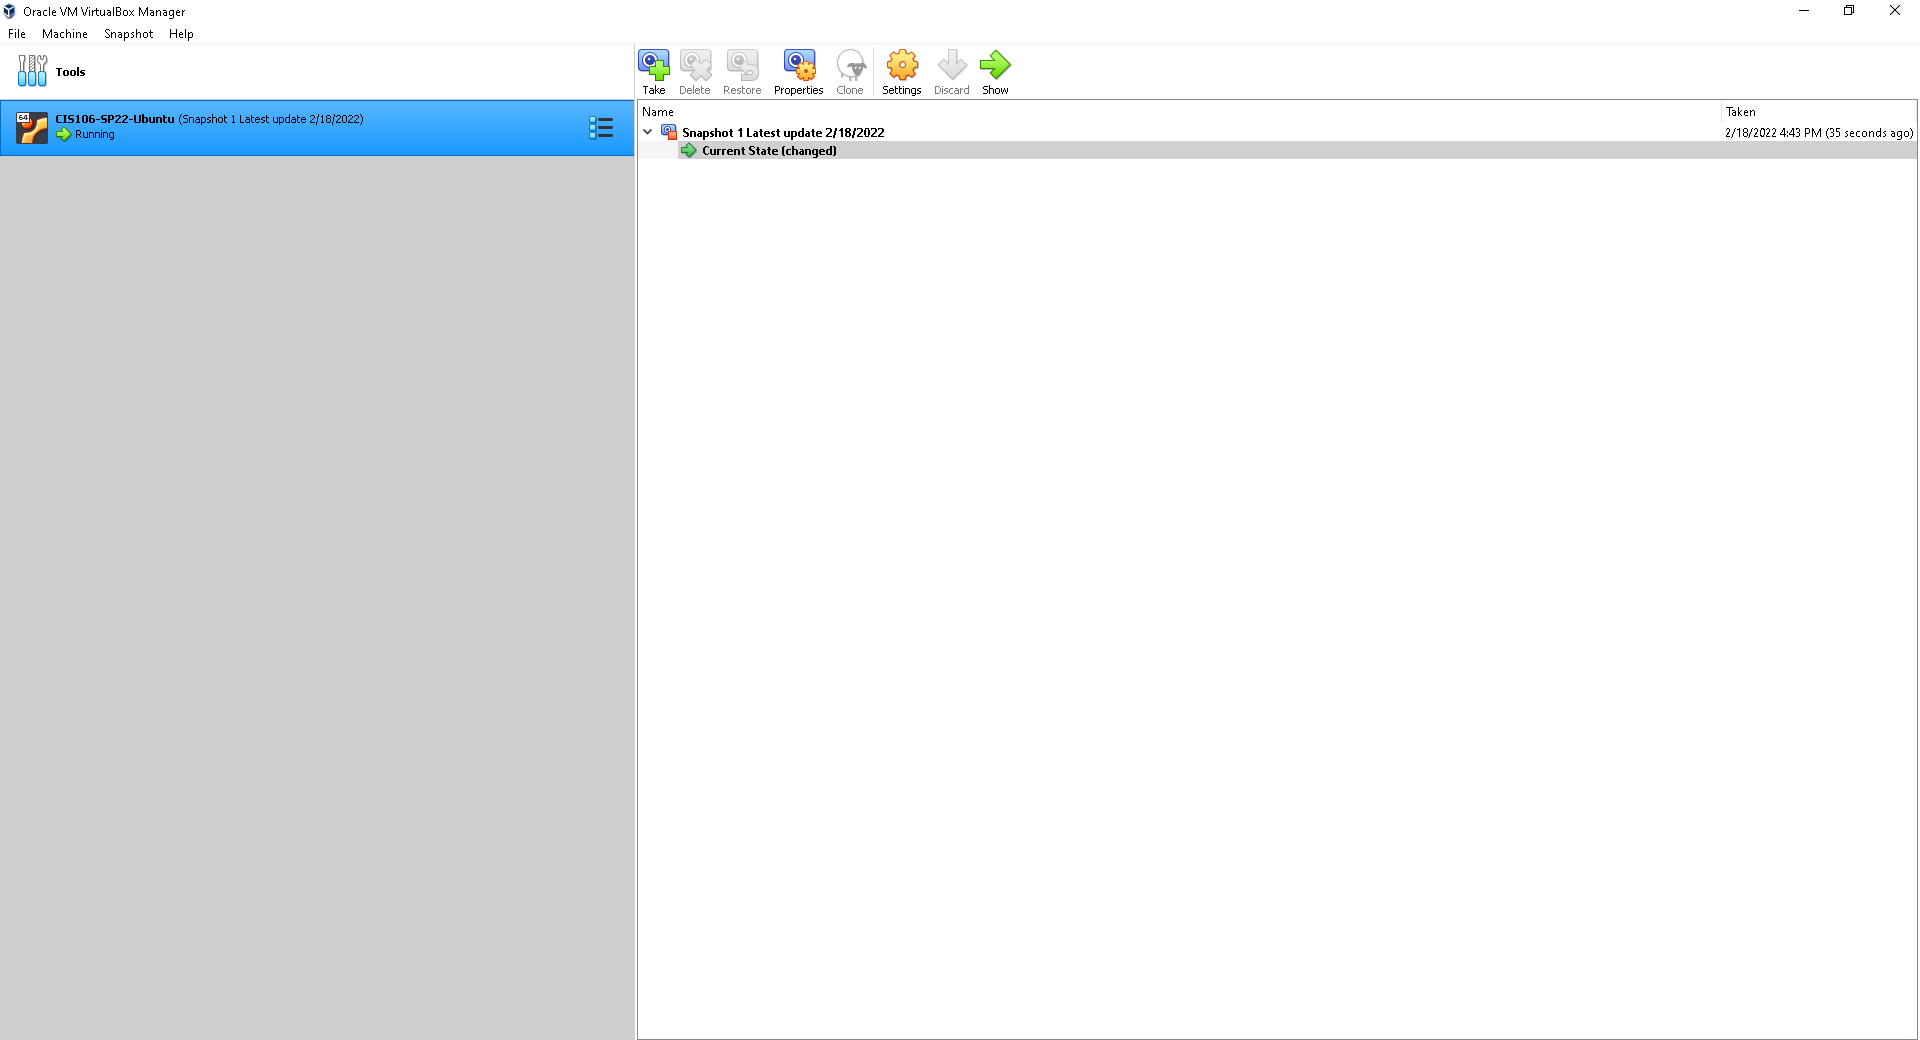 Oracle VM VirtualBox Manager
File Machine Snapshot Help
Tools
64
CIS106-SP22-Ubuntu (Snapshot 1 Latest update 2/18/2022)
Running
Take Delete Restore Properties Clone Settings Discard Show
Name Taken
Snapshot 1 Latest update 2/18/2022 2/18/2022 4:43 PM (35 seconds ago)
Current State (changed)